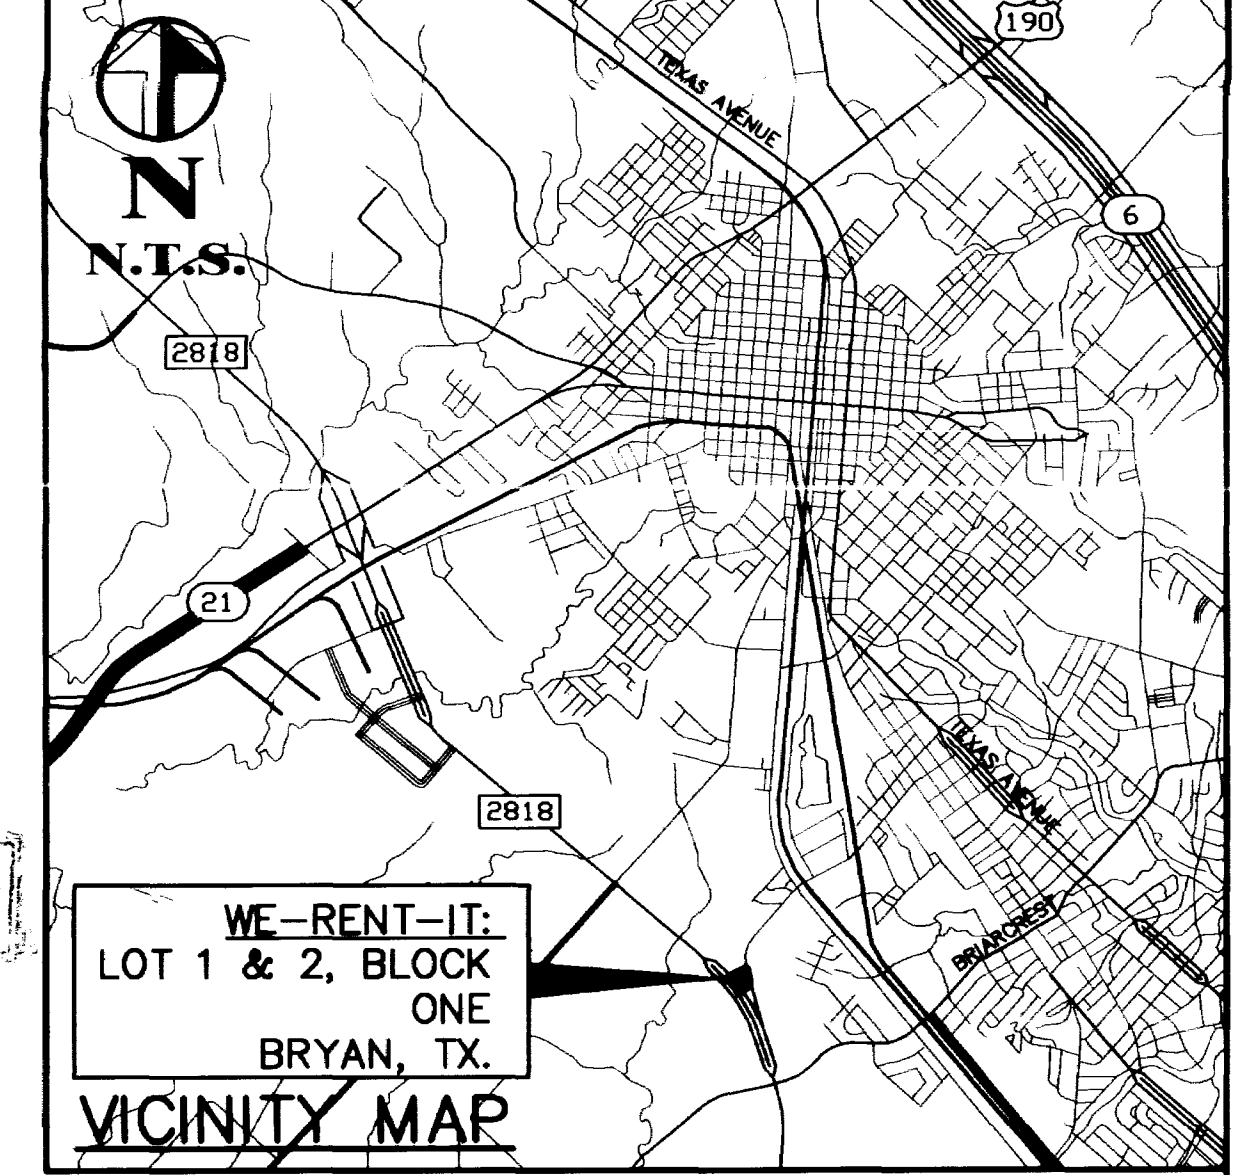 190
TEXAS AVENUE
N
N.T.S.
6
2818
21
TEXAS AVENUE
2818
BRIARCREST
WE-RENT-IT:
LOT 1 & 2, BLOCK
ONE
BRYAN, TX.
VICINITY MAP